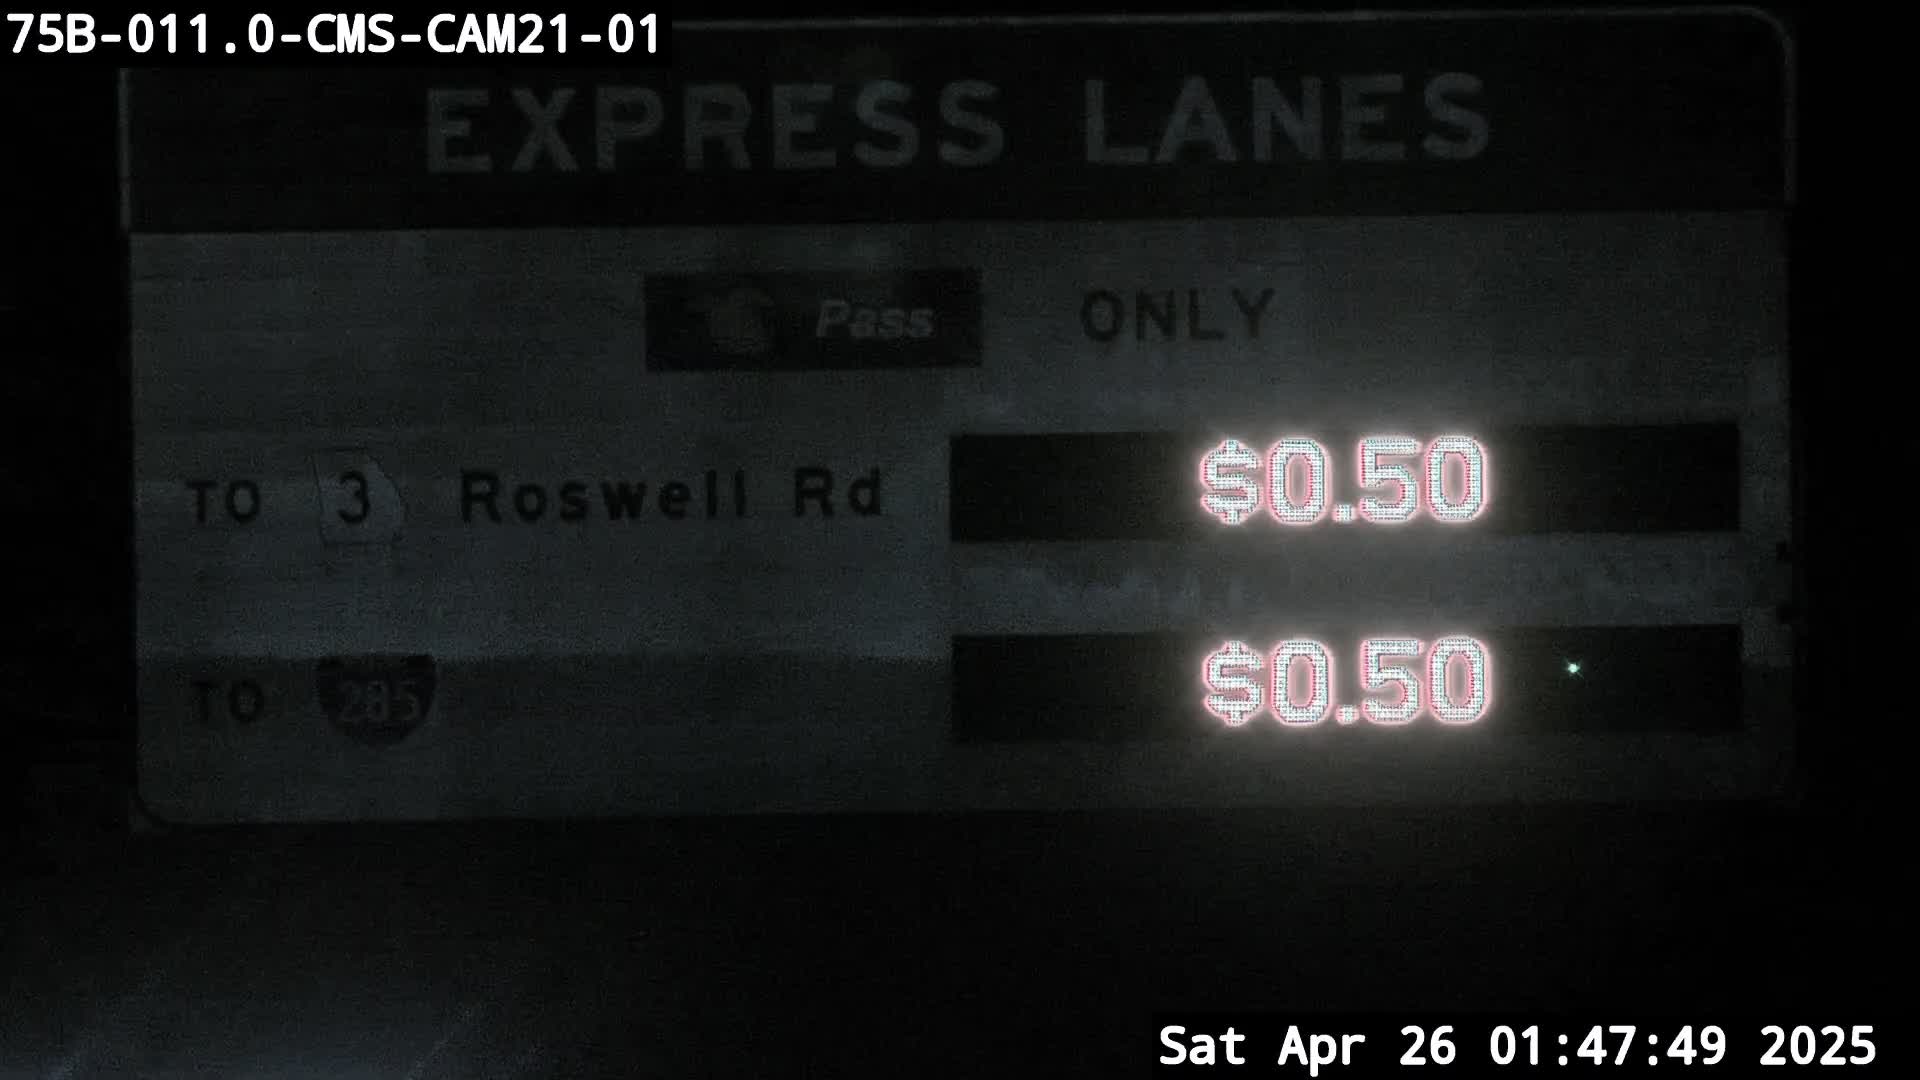 75B-011.0-CMS-CAM21-01
EXPRESS LANES
Pass ONLY
TO 3 Roswell Rd $0.50
TO 285 $0.50
Sat Apr 26 01:47:49 2025